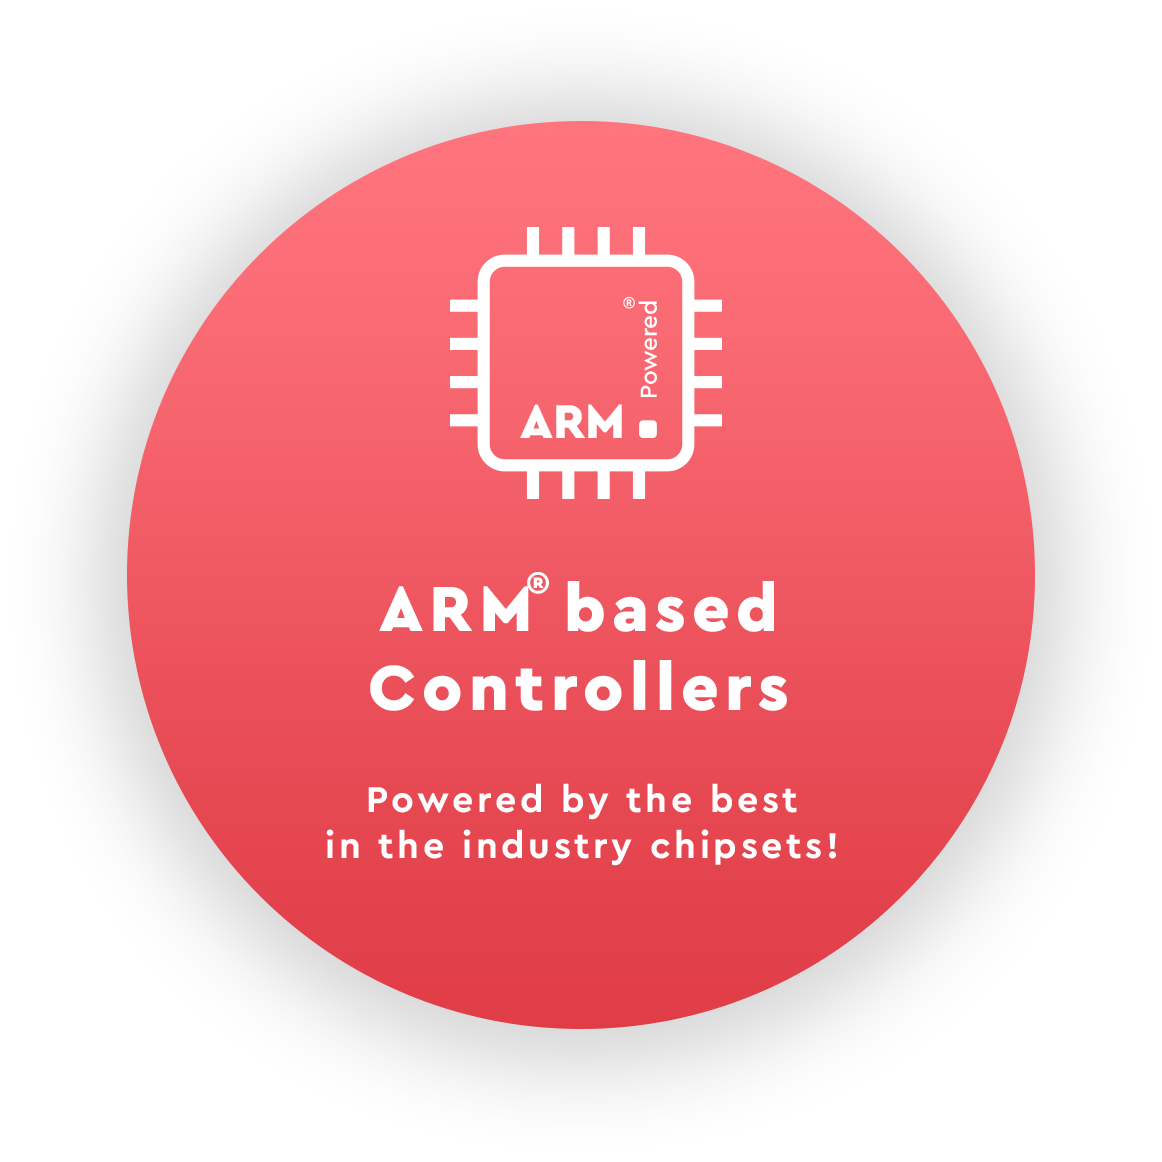 ARM
Powered®
ARM® based
Controllers
Powered by the best
in the industry chipsets!